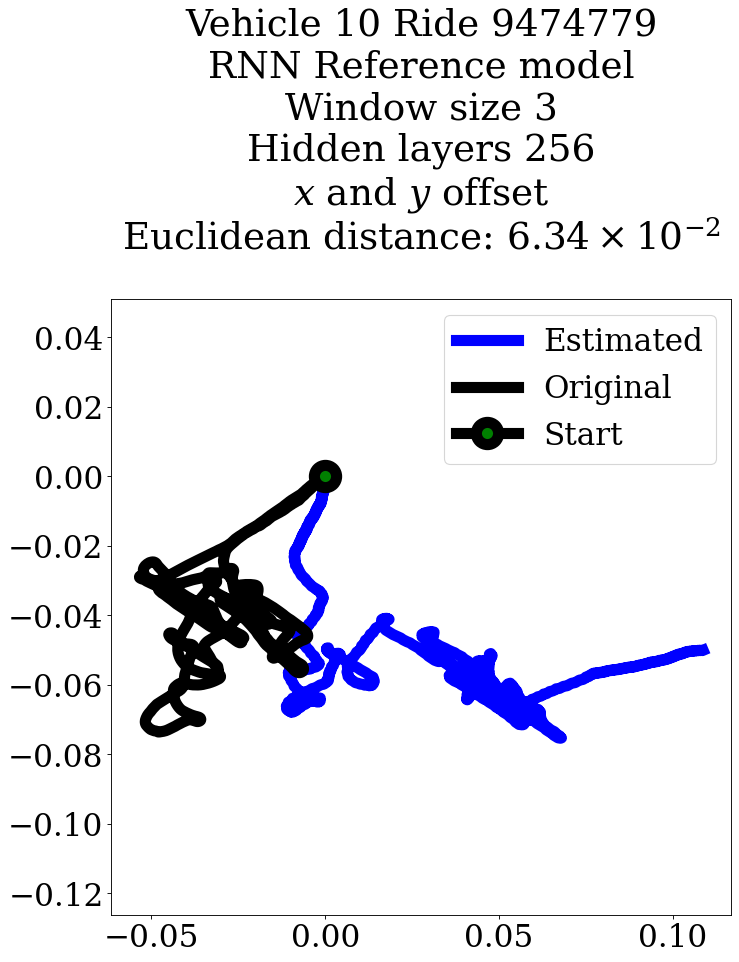 Vehicle 10 Ride 9474779
RNN Reference model
Window size 3
Hidden layers 256
x and y offset
Euclidean distance: 6.34 × 10⁻²
Estimated
Original
Start
0.04
0.02
0.00
−0.02
−0.04
−0.06
−0.08
−0.10
−0.12
−0.05 0.00 0.05 0.10